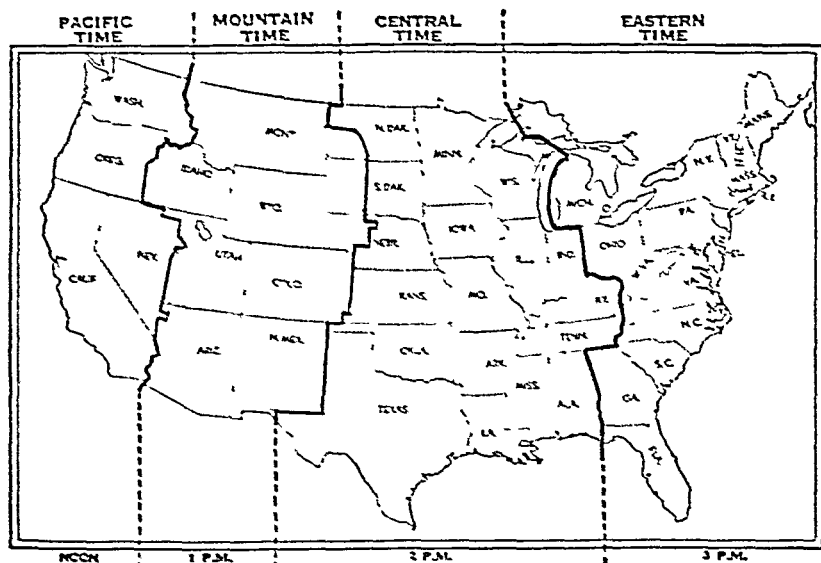 PACIFIC TIME
MOUNTAIN TIME
CENTRAL TIME
EASTERN TIME
WASH.
MONT.
N.DAK.
MINN.
MAINE
N.Y.
OREG.
IDAHO
S.DAK.
WIS.
MICH.
MASS.
WYO.
IOWA
PA.
NEV.
UTAH
NEBR.
IND.
OHIO
CALIF.
COLO.
KANS.
MO.
KY.
N.C.
TENN.
ARIZ.
N.MEX.
OKLA.
ARK.
S.C.
TEXAS
MISS.
ALA.
GA.
LA.
FLA.
NOON
1 P.M.
2 P.M.
3 P.M.